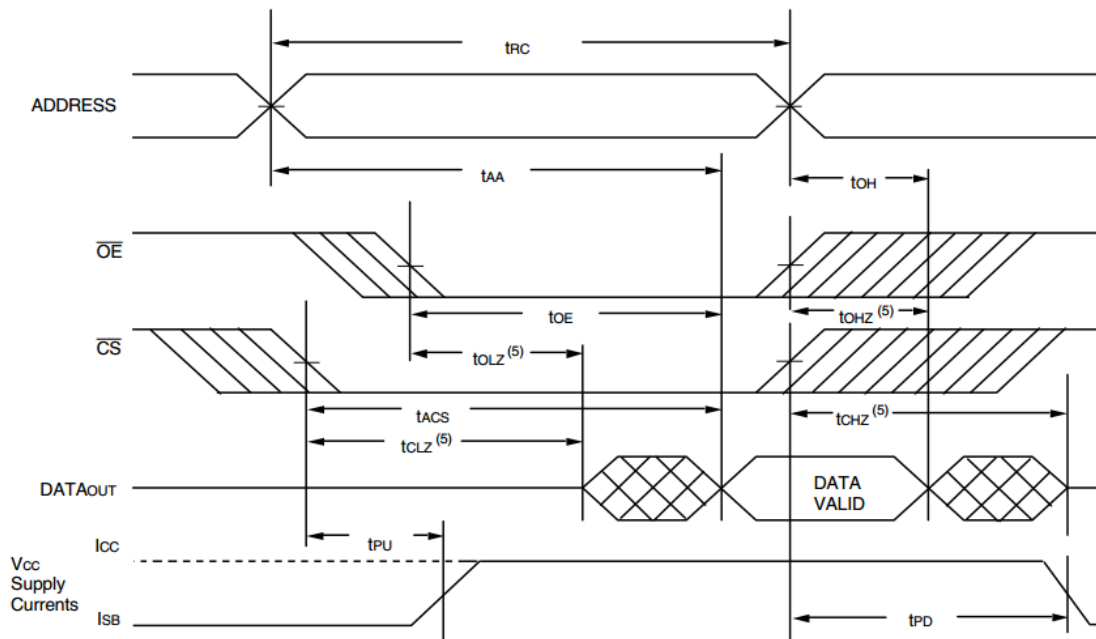 tRC
ADDRESS
tAA
tOH
OE
tOE
tOHZ (5)
CS
tOLZ (5)
tACS
tCHZ (5)
tCLZ (5)
DATAOUT
DATA
VALID
ICC
tPU
VCC
Supply
Currents
ISB
tPD